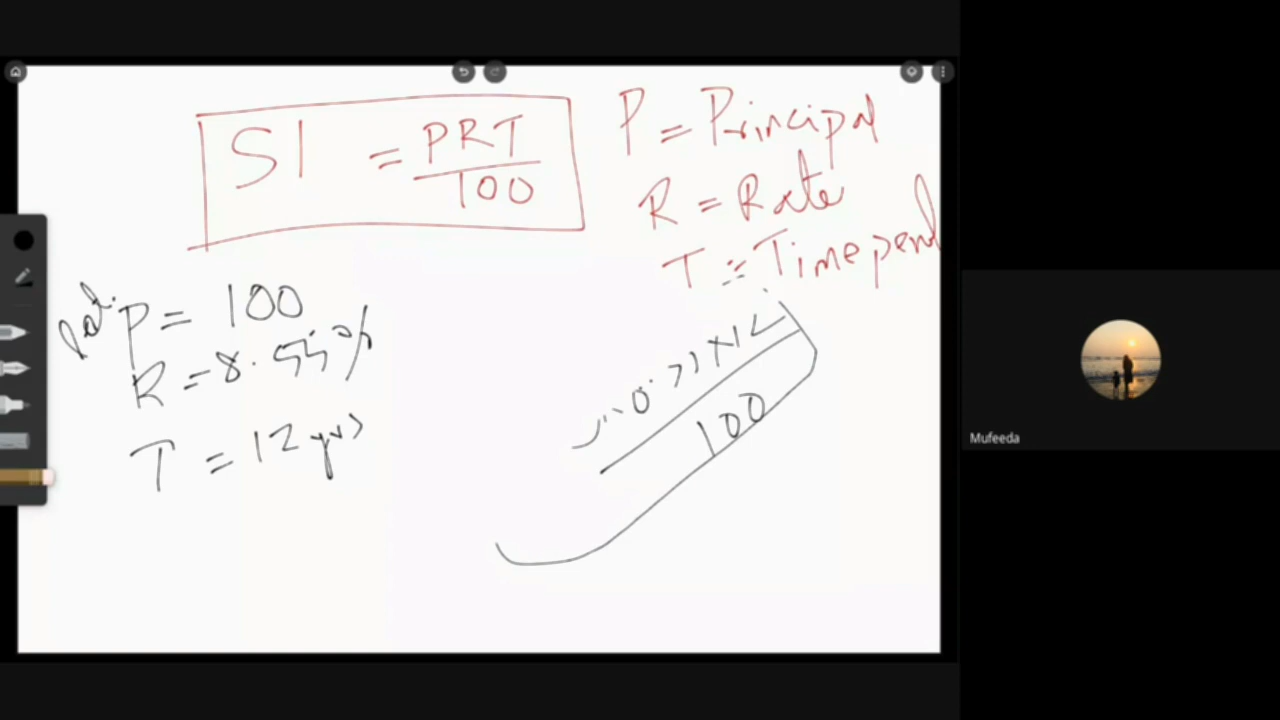 SI = PRT
100
P = Principal
R = Rate
T = Time
P = 100
R = 8.55%
T = 12 yrs
100
Mufeeda